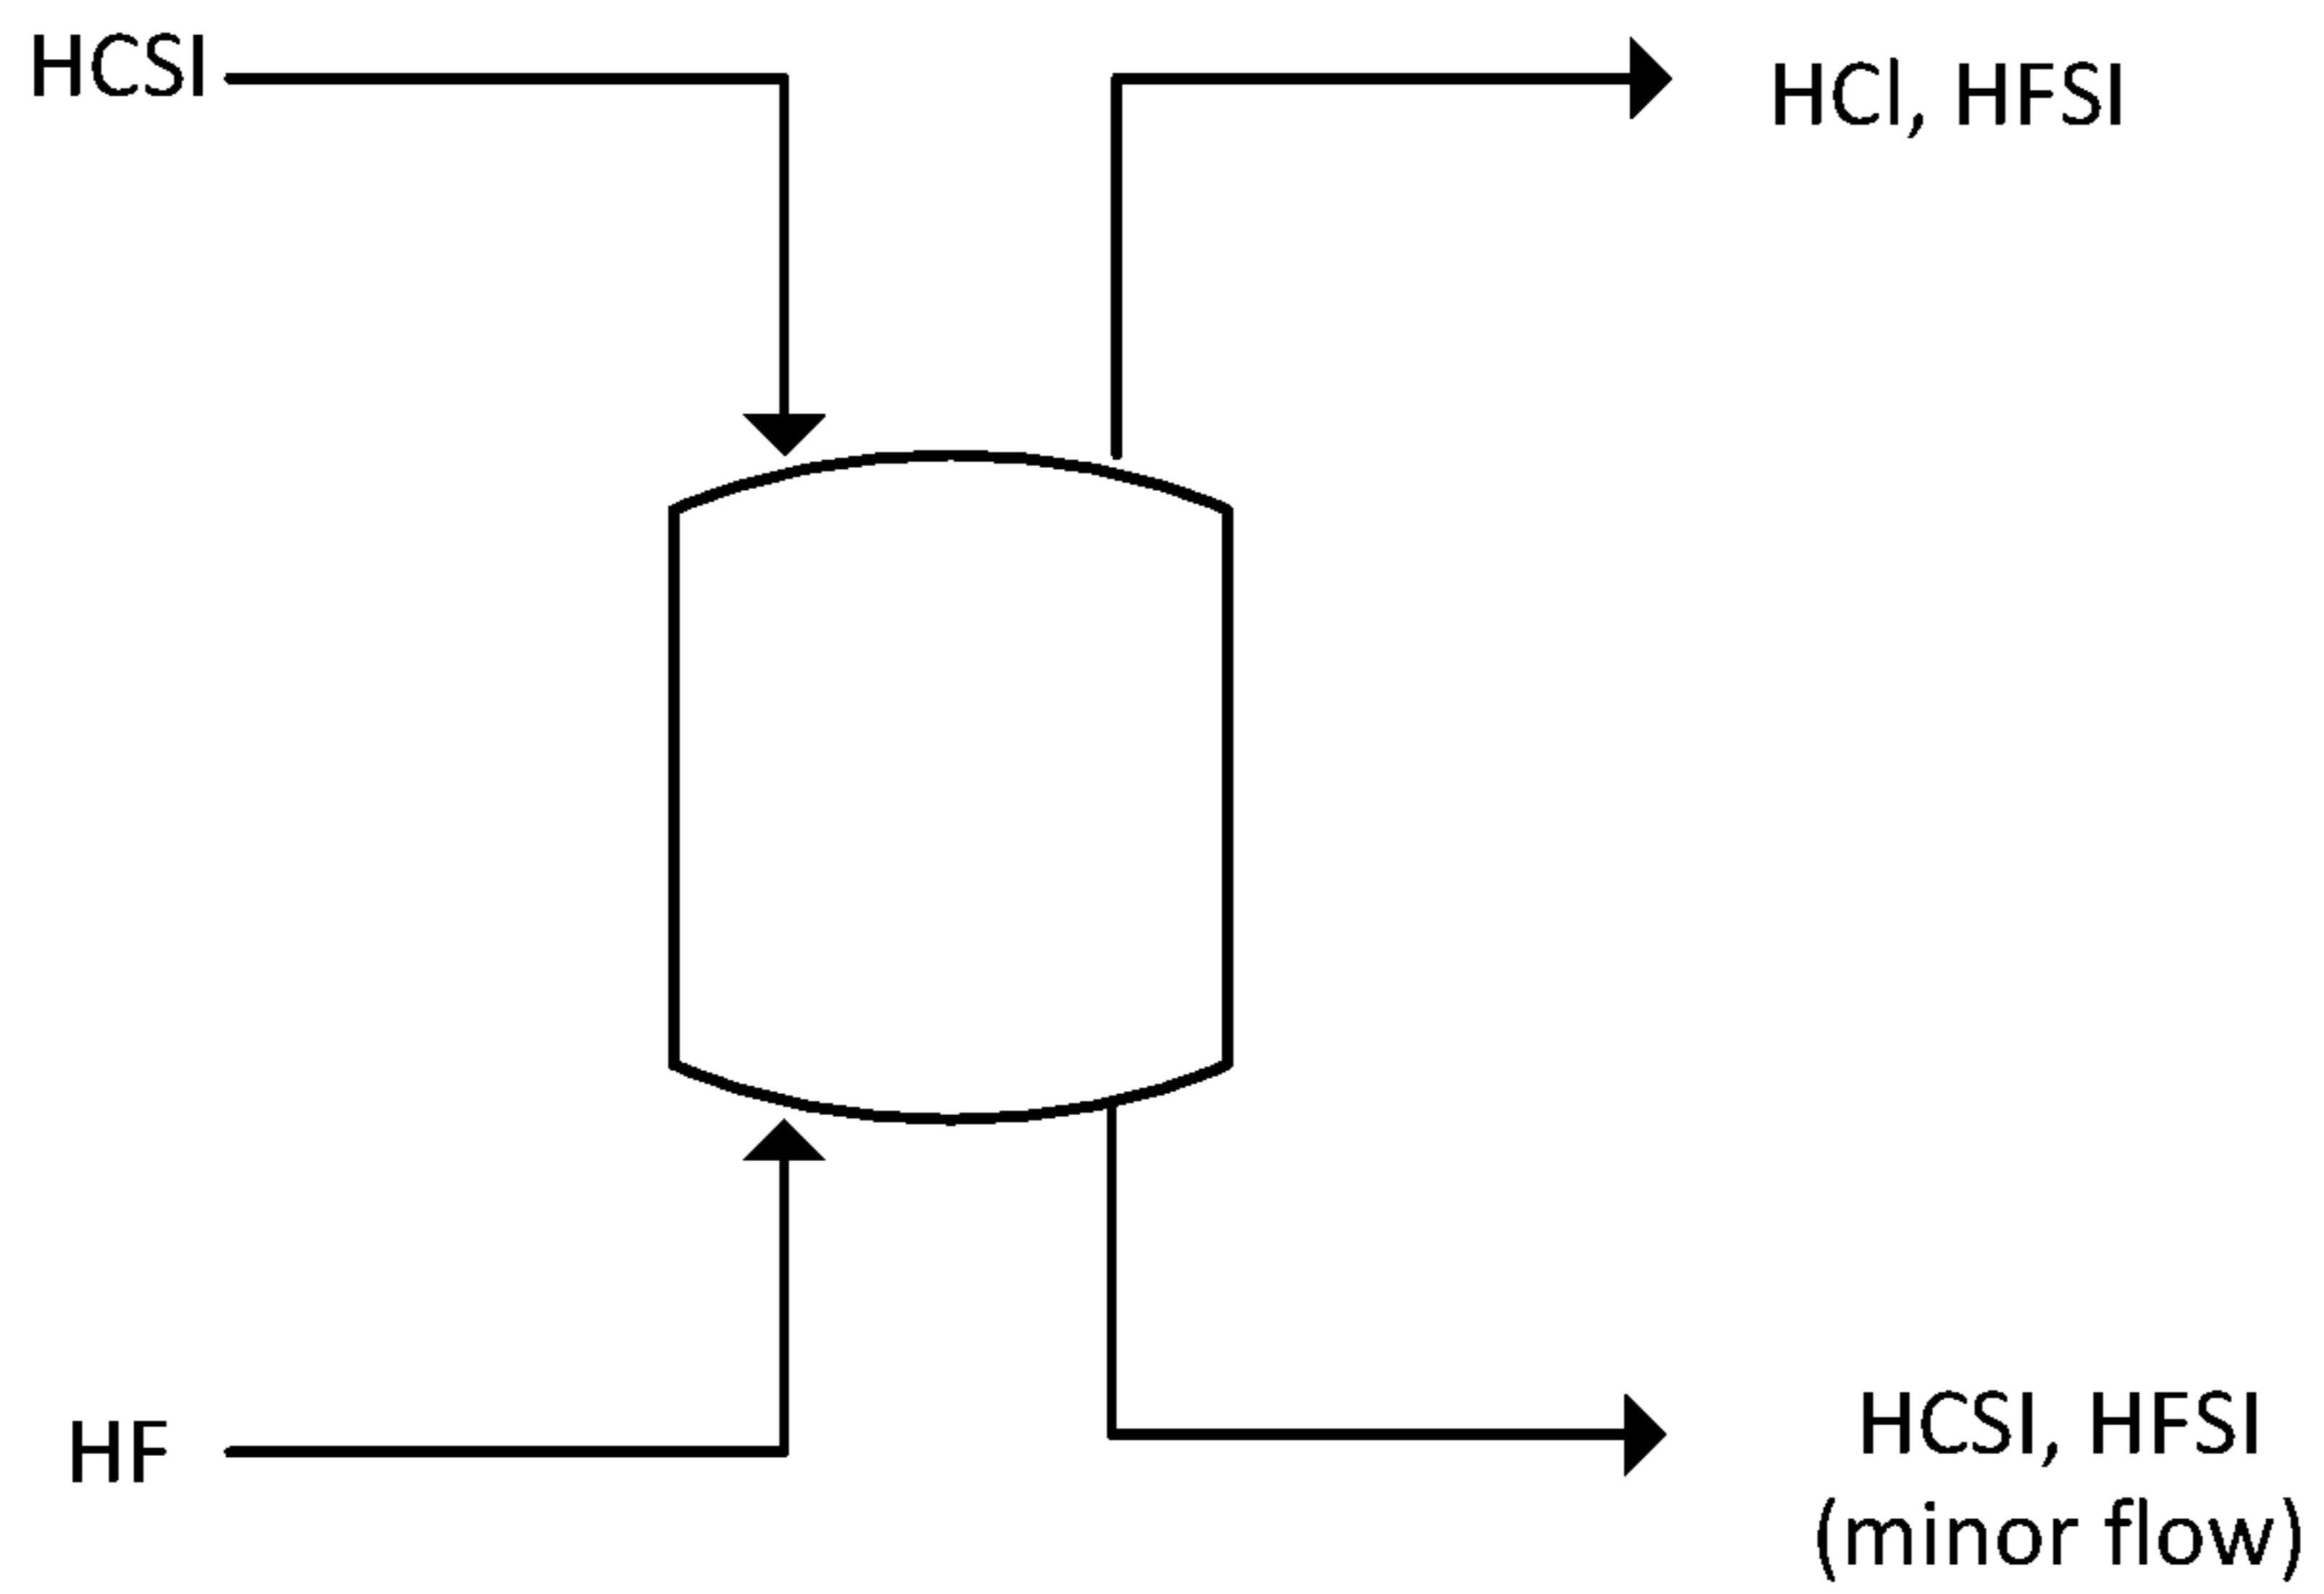 HCSI
HCl, HFSI
HF
HCSI, HFSI
(minor flow)